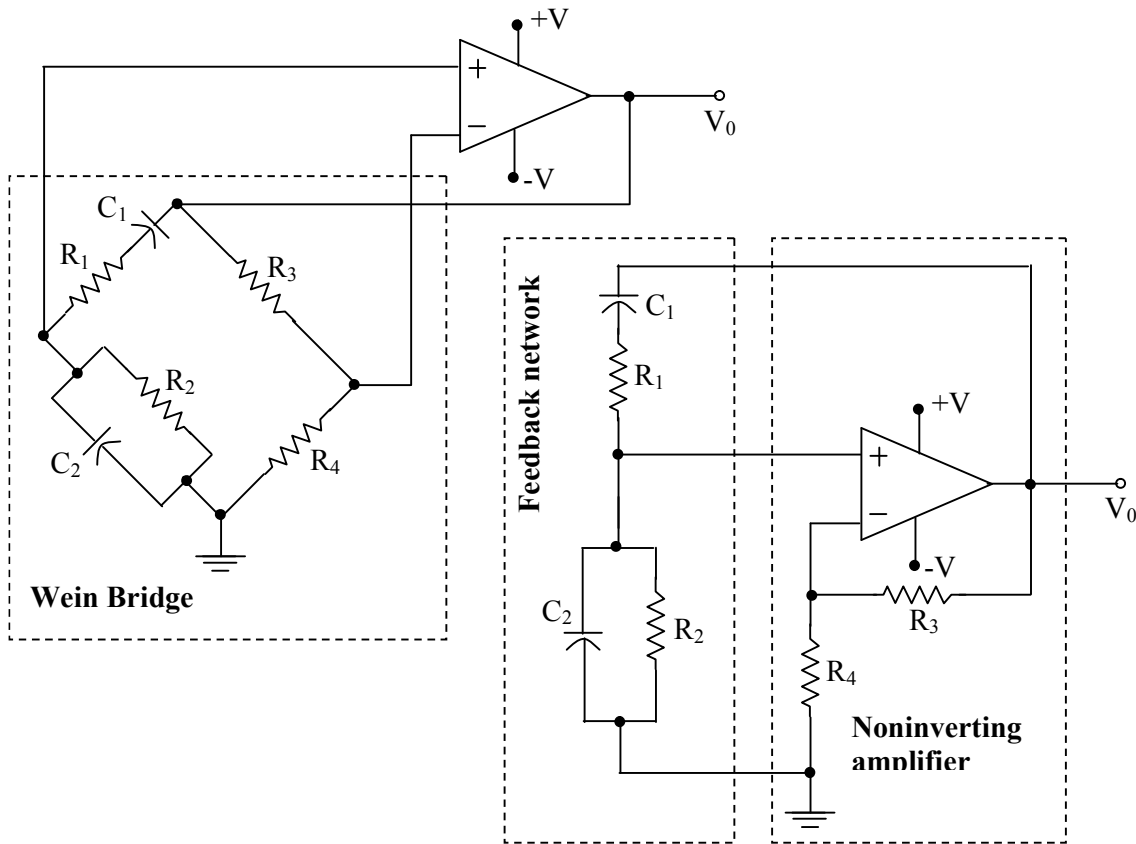 +V
+
−
V₀
-V
C₁
R₁
R₃
R₂
C₂
R₄
Wein Bridge
Feedback network
C₁
R₁
+V
+
−
V₀
-V
R₃
C₂
R₂
R₄
Noninverting
amplifier